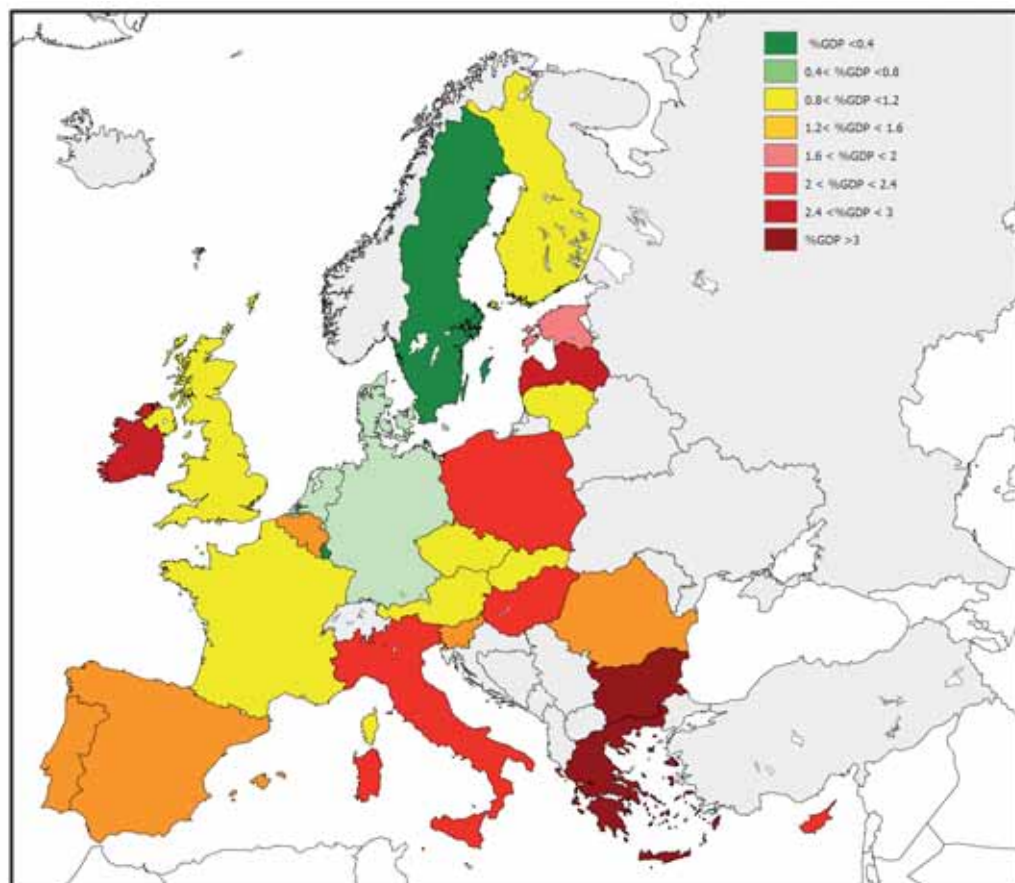 %GDP <0.4
0.4< %GDP <0.8
0.8< %GDP <1.2
1.2< %GDP < 1.6
1.6 < %GDP < 2
2 < %GDP < 2.4
2.4 <%GDP < 3
%GDP >3